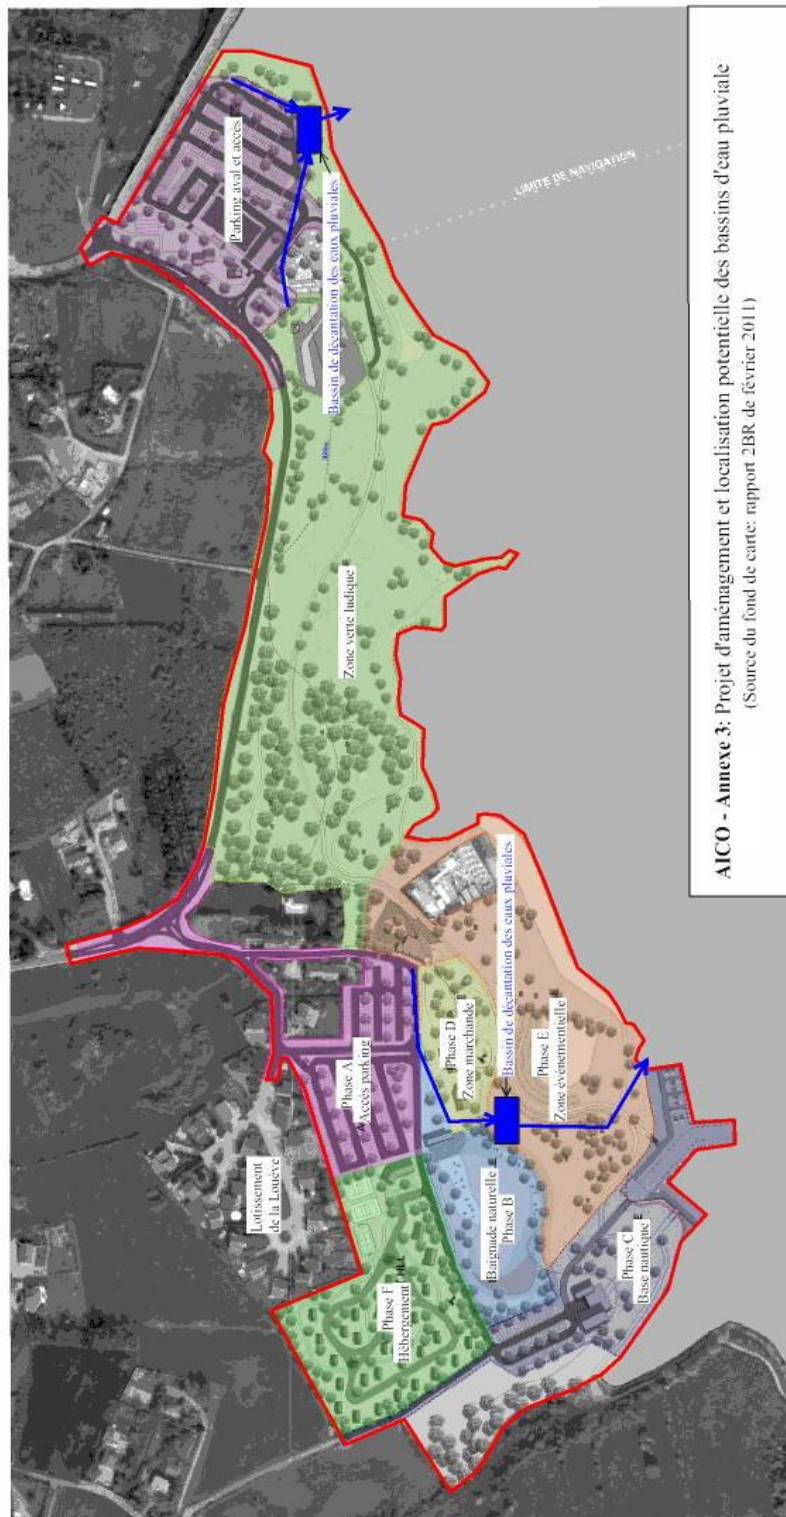 Parking aval et accès
Bassin de décantation des eaux pluviales
LIMITE DE NAVIGATION
Zone verte ludique
Phase A
Accès parking
Lotissement
de la Louève
Phase D
Zone marchande
Bassin de décantation des eaux pluviales
Phase E
Zone événementielle
Baignade naturelle
Phase B
Phase F
Hébergement
HLL
Phase C
Base nautique
AICO - Annexe 3: Projet d'aménagement et localisation potentielle des bassins d'eau pluviale
(Source du fond de carte: rapport 2BR de février 2011)